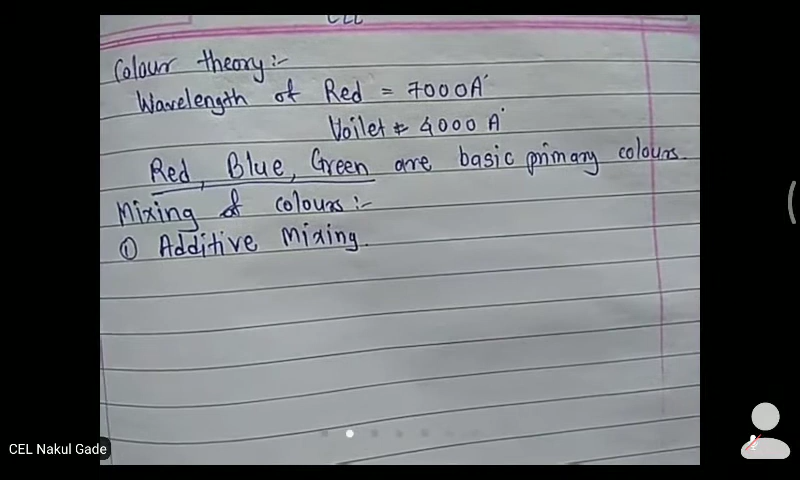 CEL
Colour theory :-
Wavelength of Red = 7000A°
Voilet = 4000 A°
Red, Blue, Green are basic primary colours.
Mixing of colours :-
① Additive Mixing.
CEL Nakul Gade